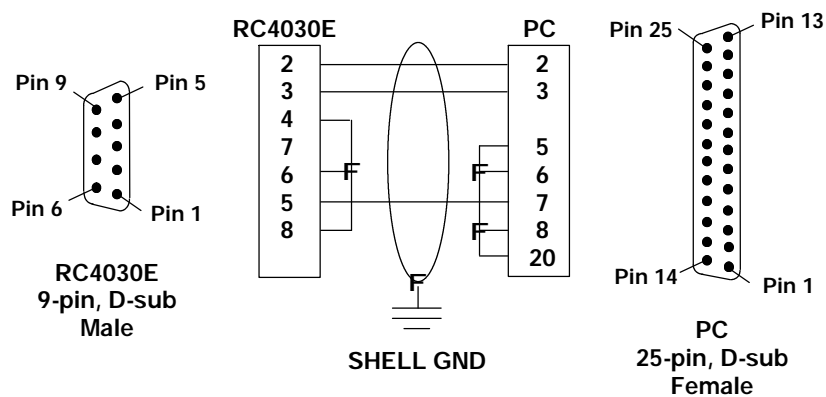 RC4030E
PC
Pin 25
Pin 13
Pin 9
Pin 5
2
3
4
7
6
5
8
F
F
F
F
2
3
5
6
7
8
20
Pin 6
Pin 1
Pin 14
Pin 1
RC4030E
9-pin, D-sub
Male
SHELL GND
PC
25-pin, D-sub
Female